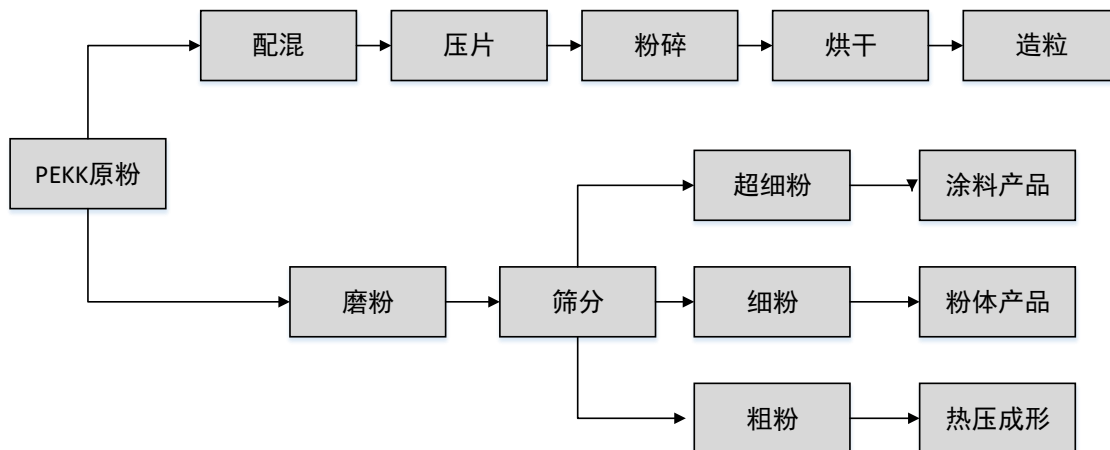 配混
压片
粉碎
烘干
造粒
PEKK原粉
超细粉
涂料产品
磨粉
筛分
细粉
粉体产品
粗粉
热压成形